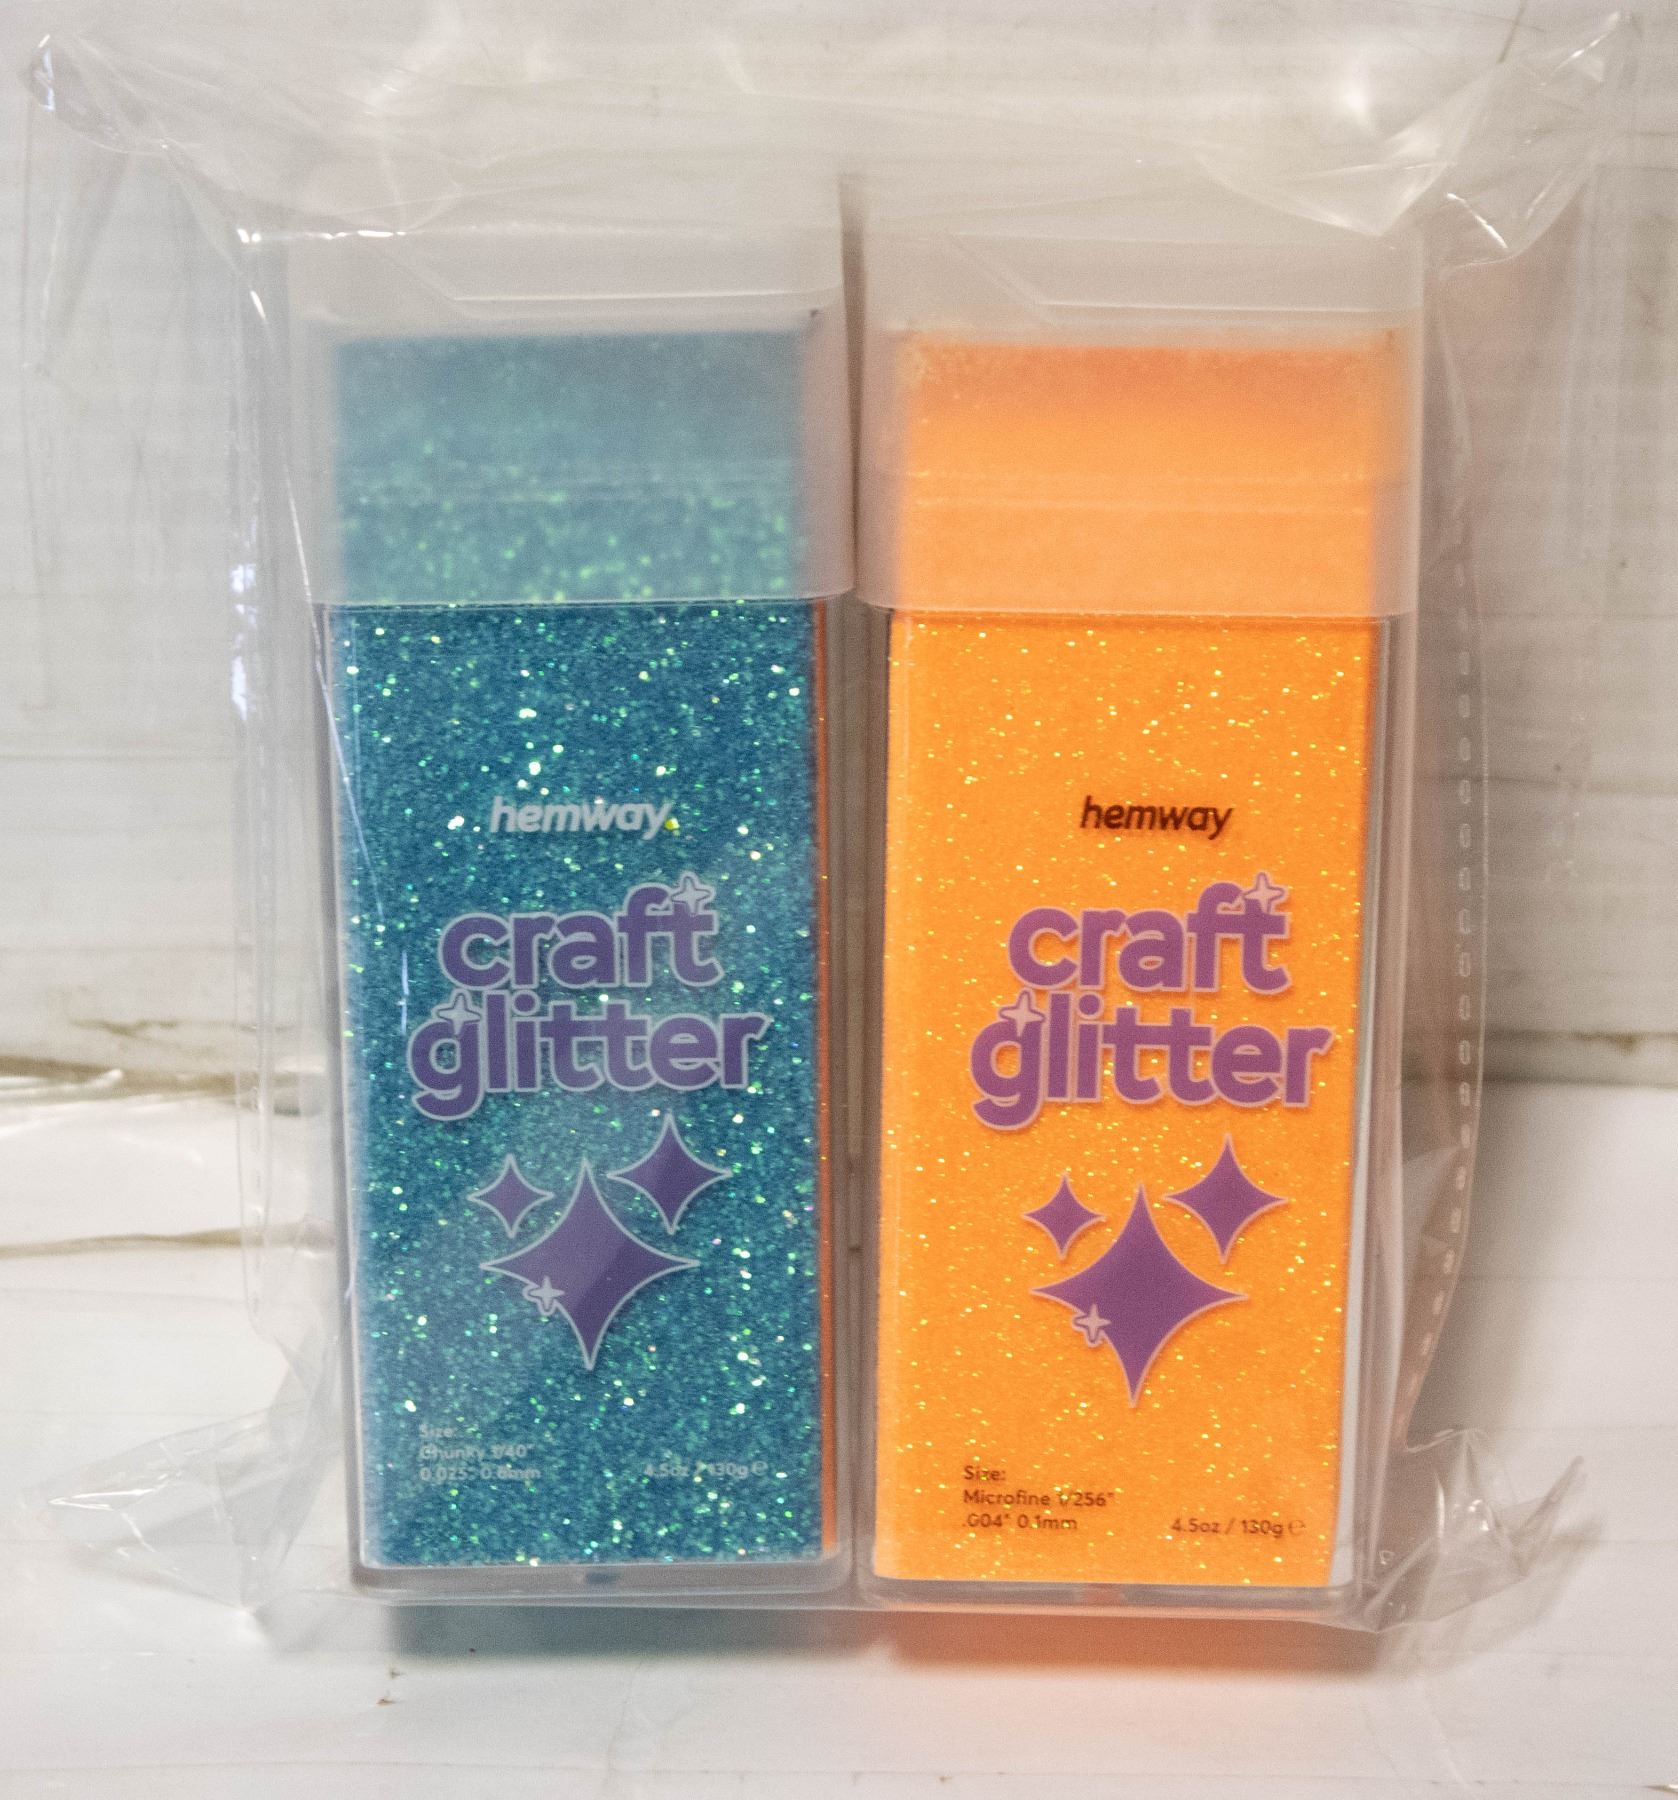 hemway
craft
glitter
Size:
Chunky 1/40"
0.025" 0.6mm
4.5oz / 130g ℮
hemway
craft
glitter
Size:
Microfine 1/256"
.004" 0.1mm
4.5oz / 130g ℮